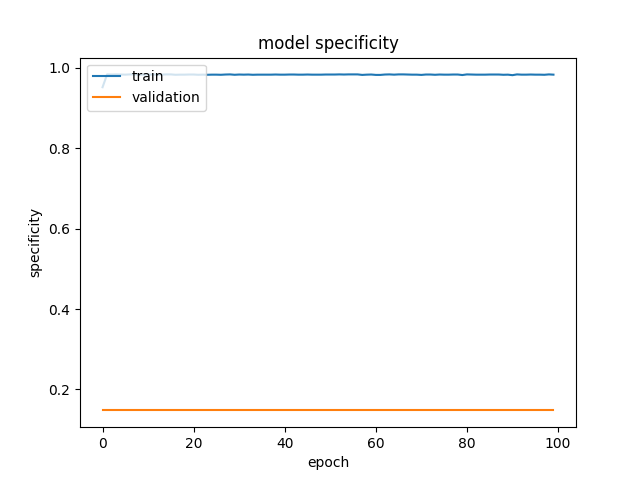 model specificity
train
validation
1.0
0.8
0.6
0.4
0.2
specificity
0 20 40 60 80 100
epoch